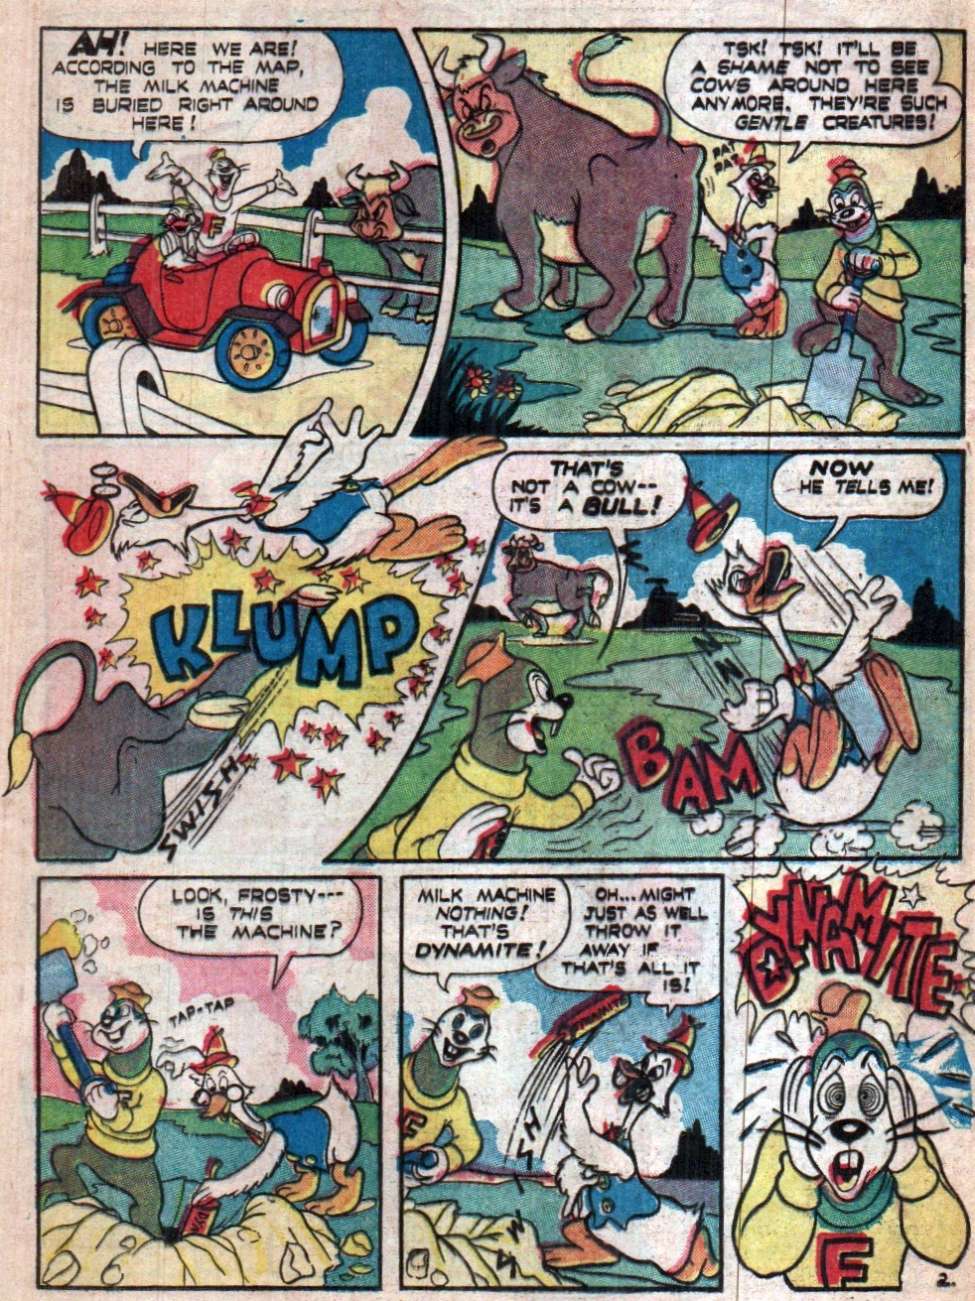 AH! HERE WE ARE!
ACCORDING TO THE MAP,
THE MILK MACHINE
IS BURIED RIGHT AROUND
HERE!
F
TSK! TSK! IT'LL BE
A SHAME NOT TO SEE
COWS AROUND HERE
ANYMORE. THEY'RE SUCH
GENTLE CREATURES!
PAT
PAT
KLUMP
SWISH
THAT'S
NOT A COW--
IT'S A BULL!
NOW
HE TELLS ME!
BAM
LOOK, FROSTY---
IS THIS
THE MACHINE?
TAP-TAP
MILK MACHINE
NOTHING!
THAT'S
DYNAMITE!
OH...MIGHT
JUST AS WELL
THROW IT
AWAY IF
THAT'S ALL IT
IS!
DYNAMITE
F
DYNAMITE
F
2.